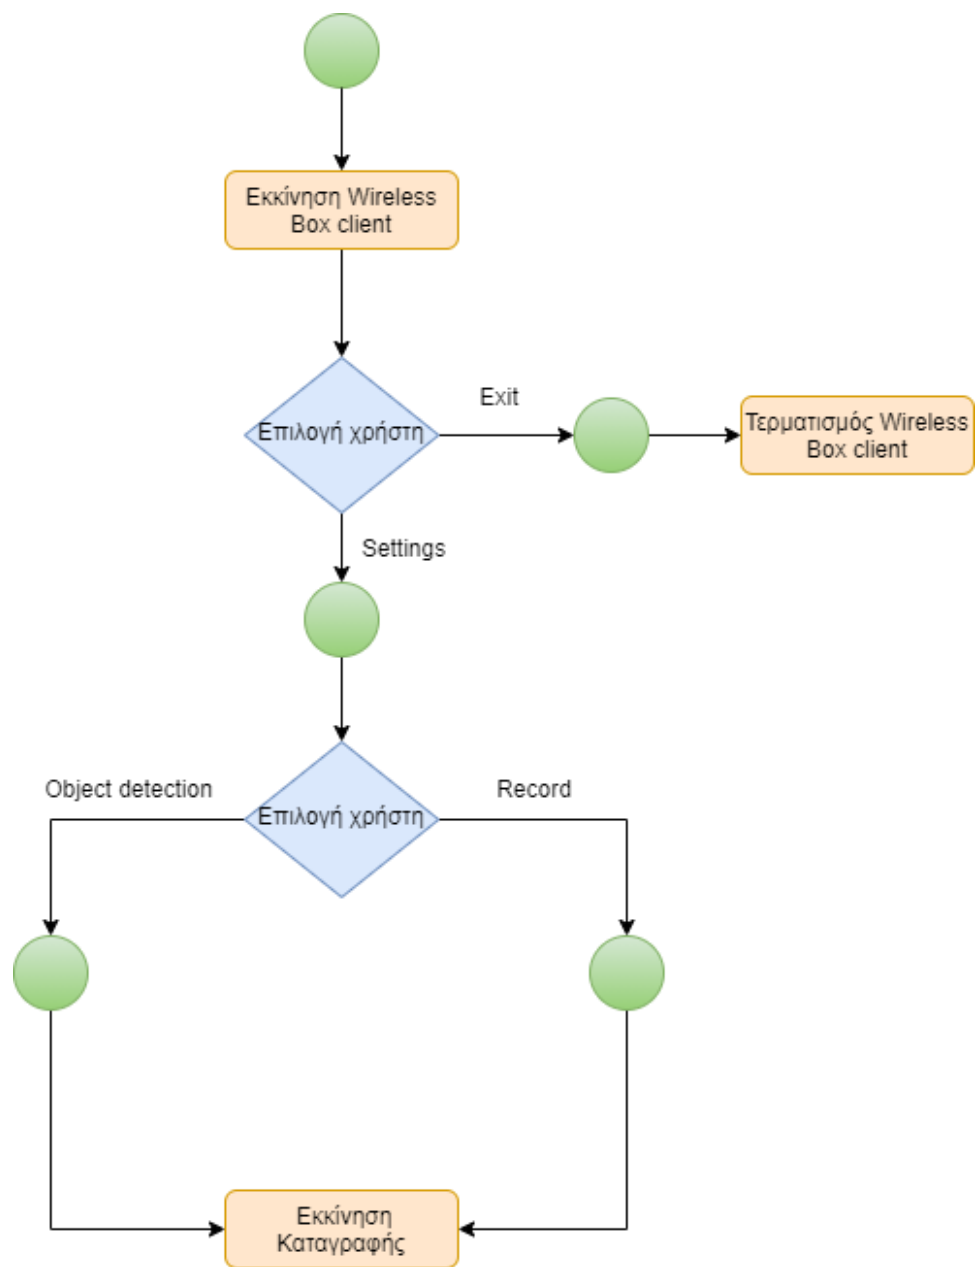 Εκκίνηση Wireless
Box client
Επιλογή χρήστη
Exit
Τερματισμός Wireless
Box client
Settings
Object detection
Επιλογή χρήστη
Record
Εκκίνηση
Καταγραφής